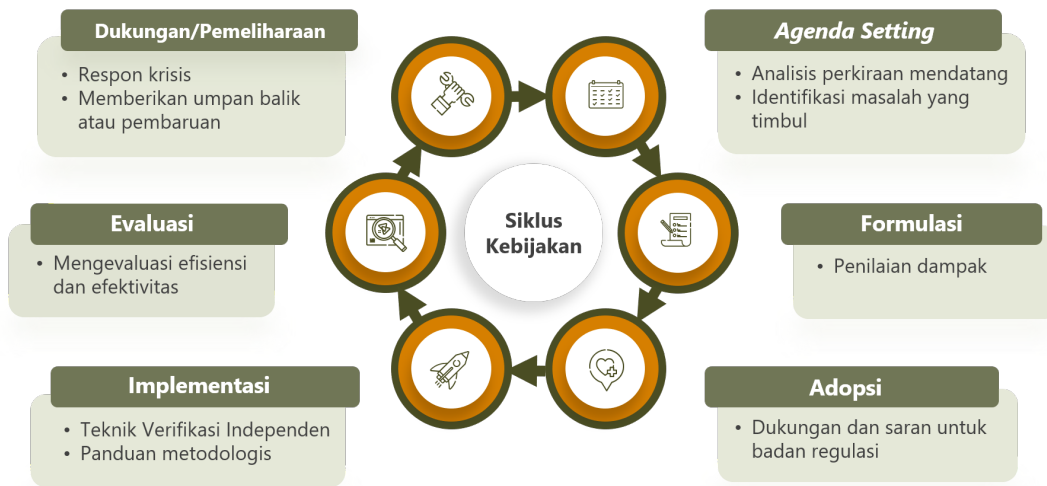 Dukungan/Pemeliharaan
• Respon krisis
• Memberikan umpan balik
atau pembaruan
Agenda Setting
• Analisis perkiraan mendatang
• Identifikasi masalah yang
timbul
Siklus
Kebijakan
Evaluasi
• Mengevaluasi efisiensi
dan efektivitas
Formulasi
• Penilaian dampak
Implementasi
• Teknik Verifikasi Independen
• Panduan metodologis
Adopsi
• Dukungan dan saran untuk
badan regulasi